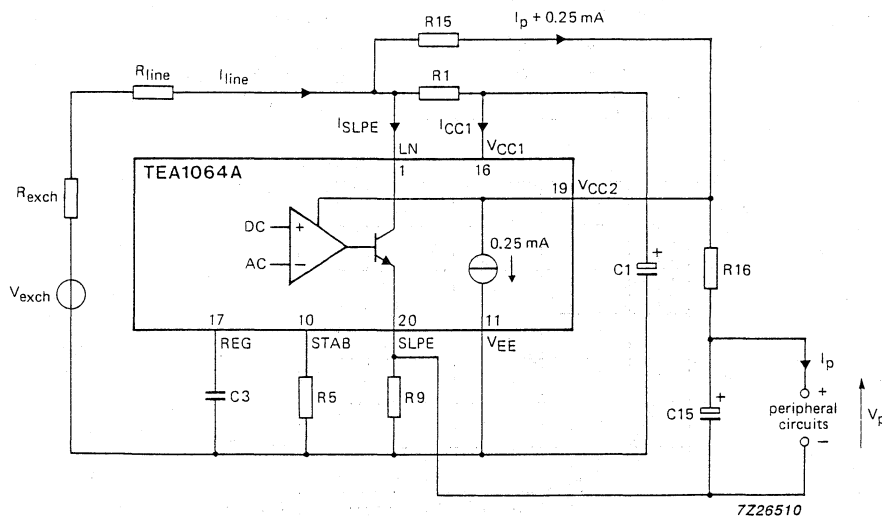 R15
Ip + 0.25 mA
Rline
Iline
R1
ISLPE
ICC1
LN
VCC1
1
16
TEA1064A
19
VCC2
Rexch
DC
+
AC
−
0.25 mA
C1
+
R16
Vexch
17
10
20
11
REG
STAB
SLPE
VEE
Ip
C3
R5
R9
C15
+
+
peripheral
circuits
−
Vp
7Z26510